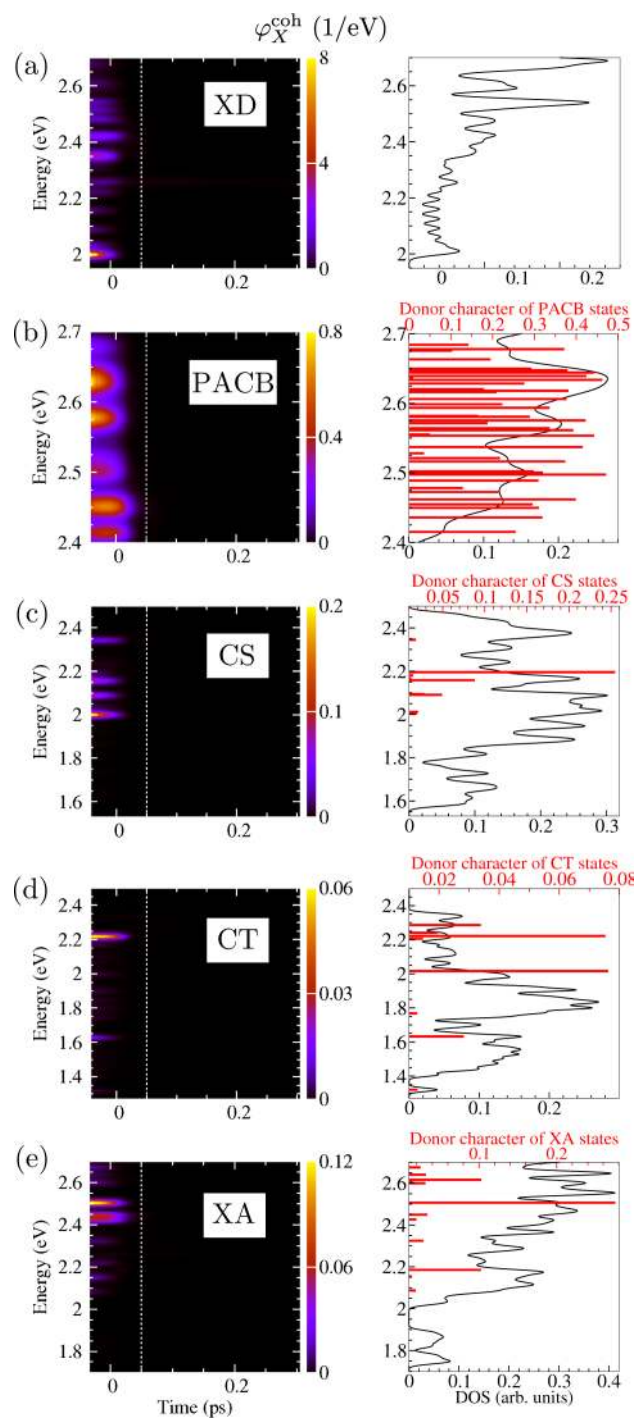 φ_X^coh (1/eV)
(a)
XD
Energy (eV)
2.6
2.4
2.2
2
0 0.2
8
4
0
2.6
2.4
2.2
2
0 0.1 0.2
(b)
PACB
Energy (eV)
2.7
2.6
2.5
2.4
0 0.2
0.8
0.4
0
Donor character of PACB states
0 0.1 0.2 0.3 0.4 0.5
2.7
2.6
2.5
2.4
0.1 0.2
(c)
CS
Energy (eV)
2.4
2.2
2
1.8
1.6
0 0.2
0.2
0.1
0
Donor character of CS states
0.05 0.1 0.15 0.2 0.25
2.4
2.2
2
1.8
1.6
0 0.1 0.2 0.3
(d)
CT
Energy (eV)
2.4
2.2
2
1.8
1.6
1.4
0 0.2
0.06
0.03
0
Donor character of CT states
0.02 0.04 0.06 0.08
2.4
2.2
2
1.8
1.6
1.4
0 0.1 0.2
(e)
XA
Energy (eV)
2.6
2.4
2.2
2
1.8
0 0.2
Time (ps)
0.12
0.06
0
Donor character of XA states
0.1 0.2
2.6
2.4
2.2
2
1.8
0 0.1 0.2 0.3 0.4
DOS (arb. units)